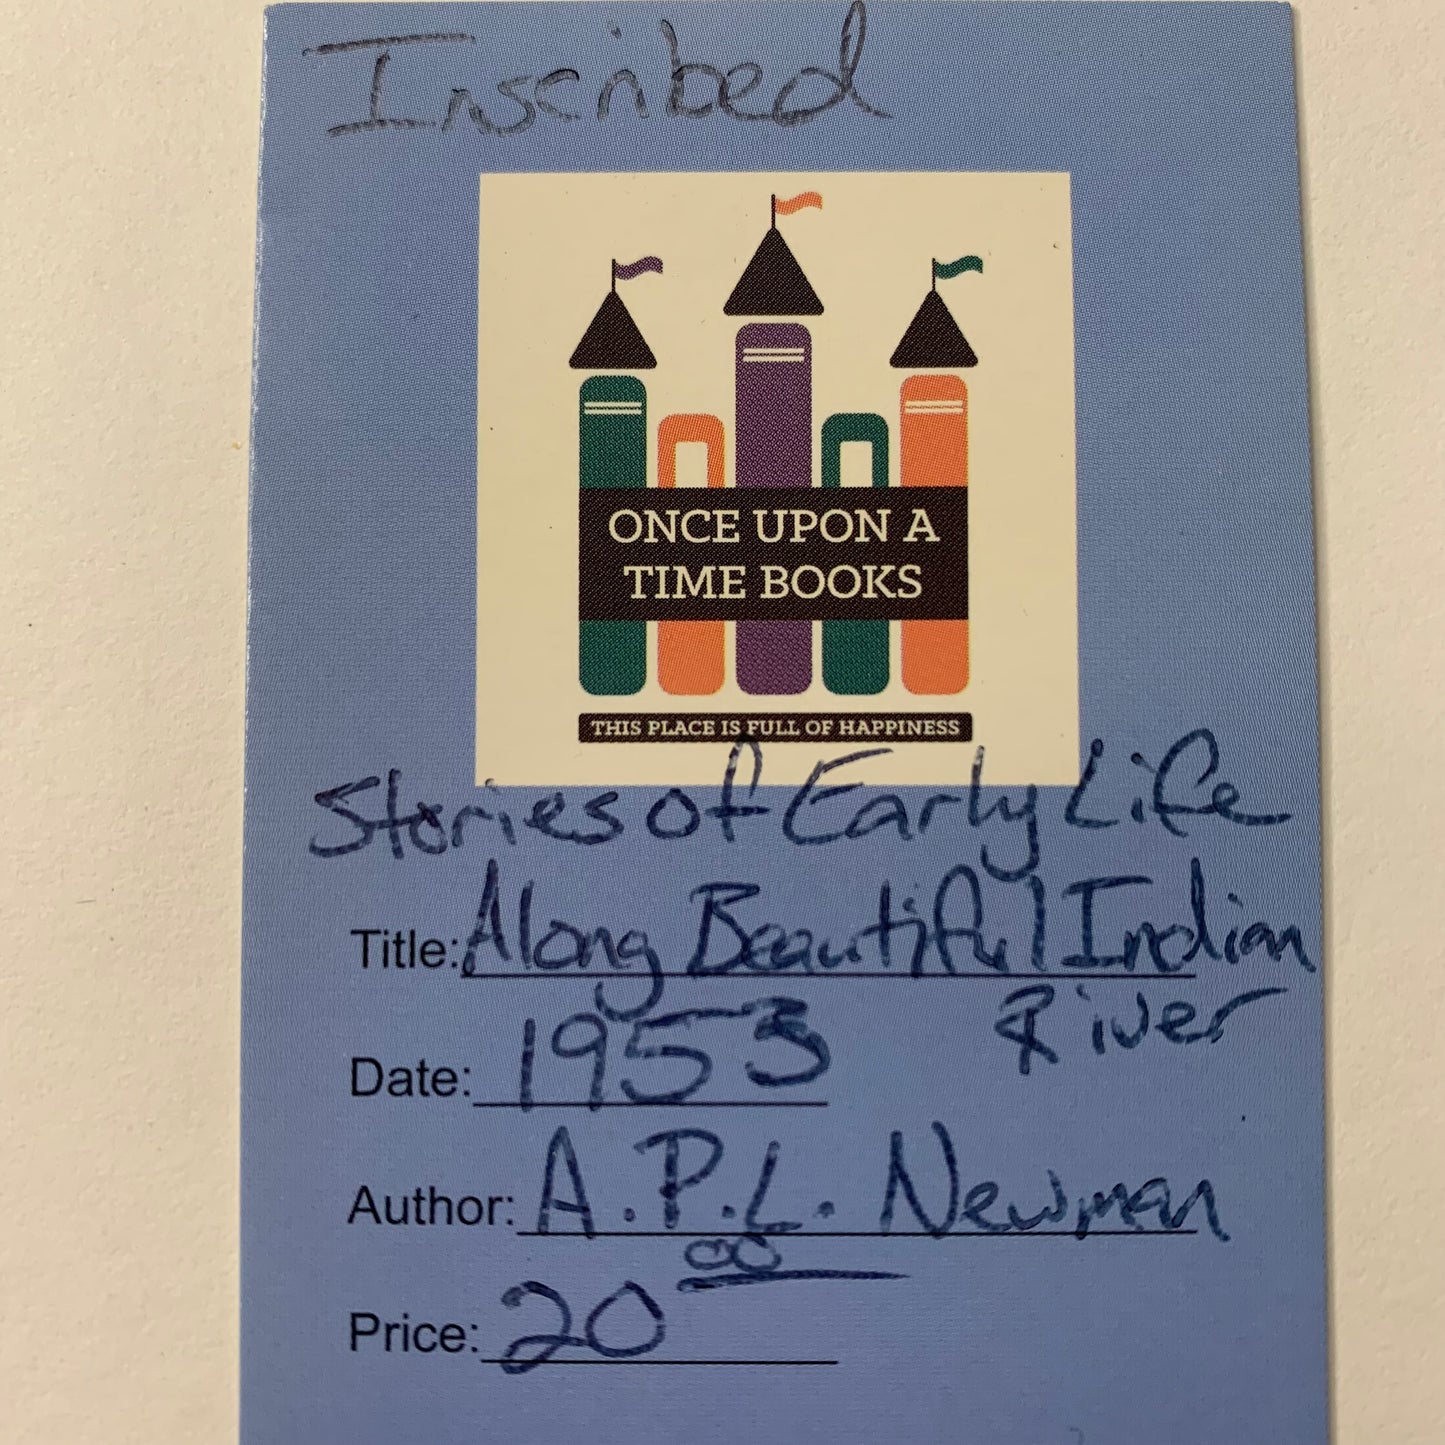 Inscribed
ONCE UPON A
TIME BOOKS
THIS PLACE IS FULL OF HAPPINESS
Stories of Early Life
Title: Along Beautiful Indian
River
Date: 1953
Author: A.P.L. Newman
Price: 20 00